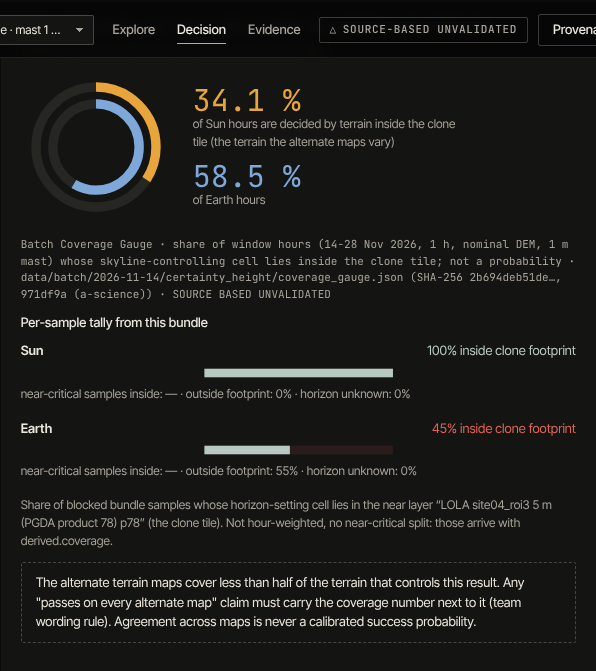 e · mast 1 ...
Explore
Decision
Evidence
△ SOURCE-BASED UNVALIDATED
Provena
34.1 %
of Sun hours are decided by terrain inside the clone
tile (the terrain the alternate maps vary)
58.5 %
of Earth hours
Batch Coverage Gauge · share of window hours (14-28 Nov 2026, 1 h, nominal DEM, 1 m
mast) whose skyline-controlling cell lies inside the clone tile; not a probability ·
data/batch/2026-11-14/certainty_height/coverage_gauge.json (SHA-256 2b694deb51de…,
971df9a (a-science)) · SOURCE BASED UNVALIDATED
Per-sample tally from this bundle
Sun
100% inside clone footprint
near-critical samples inside: — · outside footprint: 0% · horizon unknown: 0%
Earth
45% inside clone footprint
near-critical samples inside: — · outside footprint: 55% · horizon unknown: 0%
Share of blocked bundle samples whose horizon-setting cell lies in the near layer “LOLA site04_roi3 5 m
(PGDA product 78) p78” (the clone tile). Not hour-weighted, no near-critical split: those arrive with
derived.coverage.
The alternate terrain maps cover less than half of the terrain that controls this result. Any
"passes on every alternate map" claim must carry the coverage number next to it (team
wording rule). Agreement across maps is never a calibrated success probability.